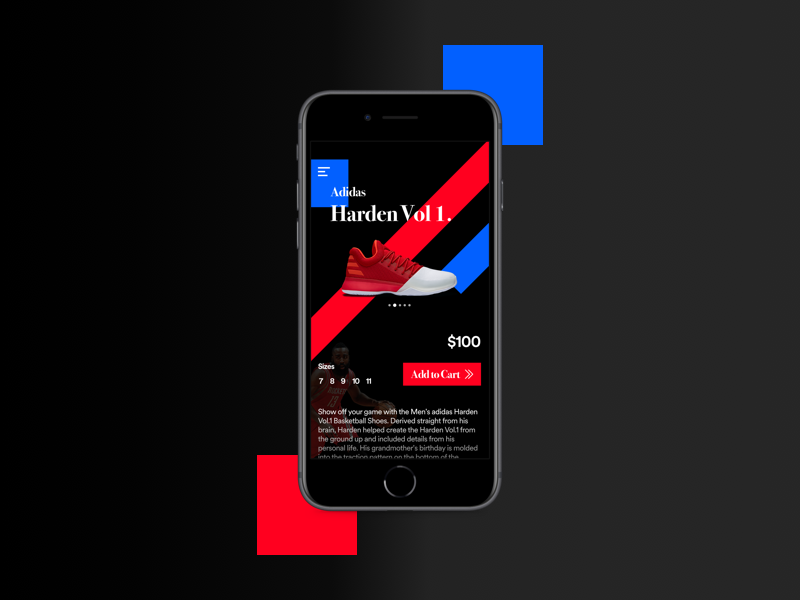 Adidas
Harden Vol 1.
$100
Sizes
7 8 9 10 11
Add to Cart
Show off your game with the Men's adidas Harden
Vol.1 Basketball Shoes. Derived straight from his
brain, Harden helped create the Harden Vol.1 from
the ground up and included details from his
personal life. His grandmother's birthday is molded
into the traction pattern on the bottom of the